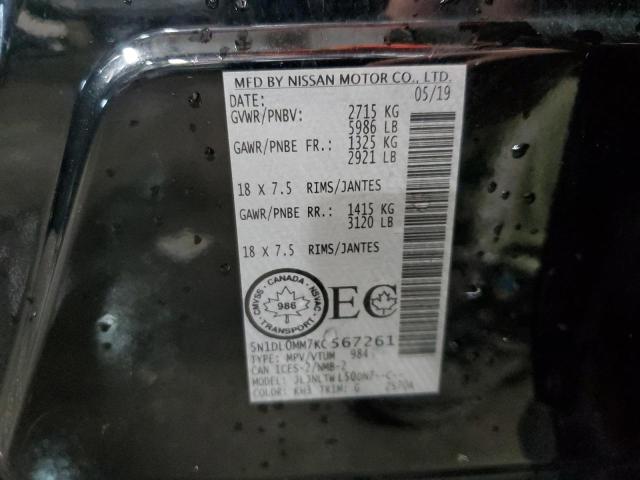 MFD BY NISSAN MOTOR CO., LTD.
DATE: 05/19
GVWR/PNBV: 2715 KG
5986 LB
GAWR/PNBE FR.: 1325 KG
2921 LB
18 X 7.5 RIMS/JANTES
GAWR/PNBE RR.: 1415 KG
3120 LB
18 X 7.5 RIMS/JANTES
CANADA
CMVSS NSVAC
986
TRANSPORT
EC
5N1DL0MM7KC567261
TYPE: MPV/VTUM 984
CAN ICES-2/NMB-2
MODEL:
COLOR: KH3 TRIM: G